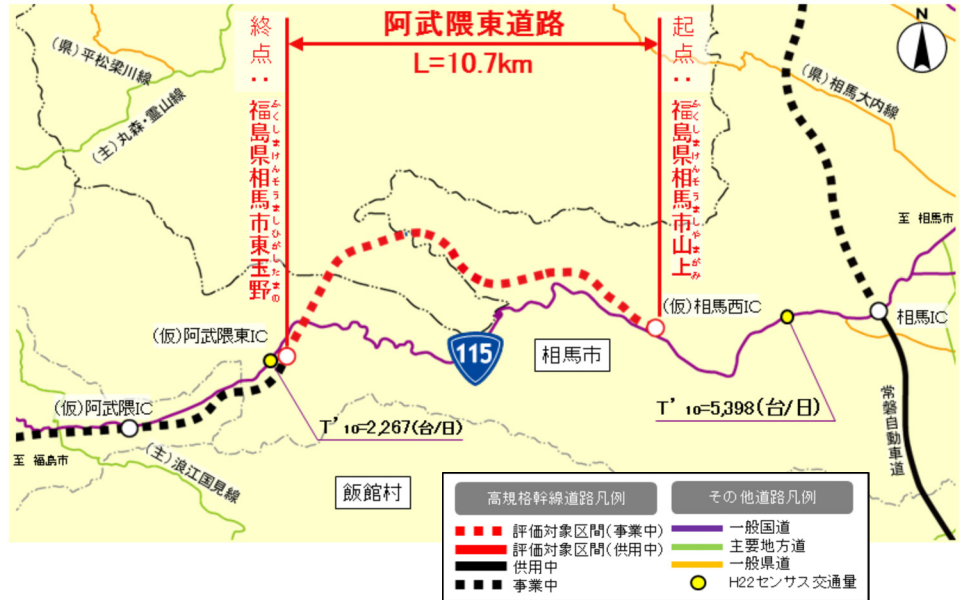 阿武隈東道路
L=10.7km
終点：福島県相馬市東玉野
ふくしまけんそうましひがしたまの
起点：福島県相馬市山上
ふくしまけんそうましやまがみ
N
(県)平松梁川線
(主)丸森・霊山線
(県)相馬大内線
至 相馬市
(仮)阿武隈東IC
(仮)相馬西IC
相馬IC
115
相馬市
(仮)阿武隈IC
T'10=2,267(台/日)
T'10=5,398(台/日)
常磐自動車道
至 福島市
(主)浪江国見線
飯館村
高規格幹線道路凡例
評価対象区間(事業中)
評価対象区間(供用中)
供用中
事業中
その他道路凡例
一般国道
主要地方道
一般県道
H22センサス交通量